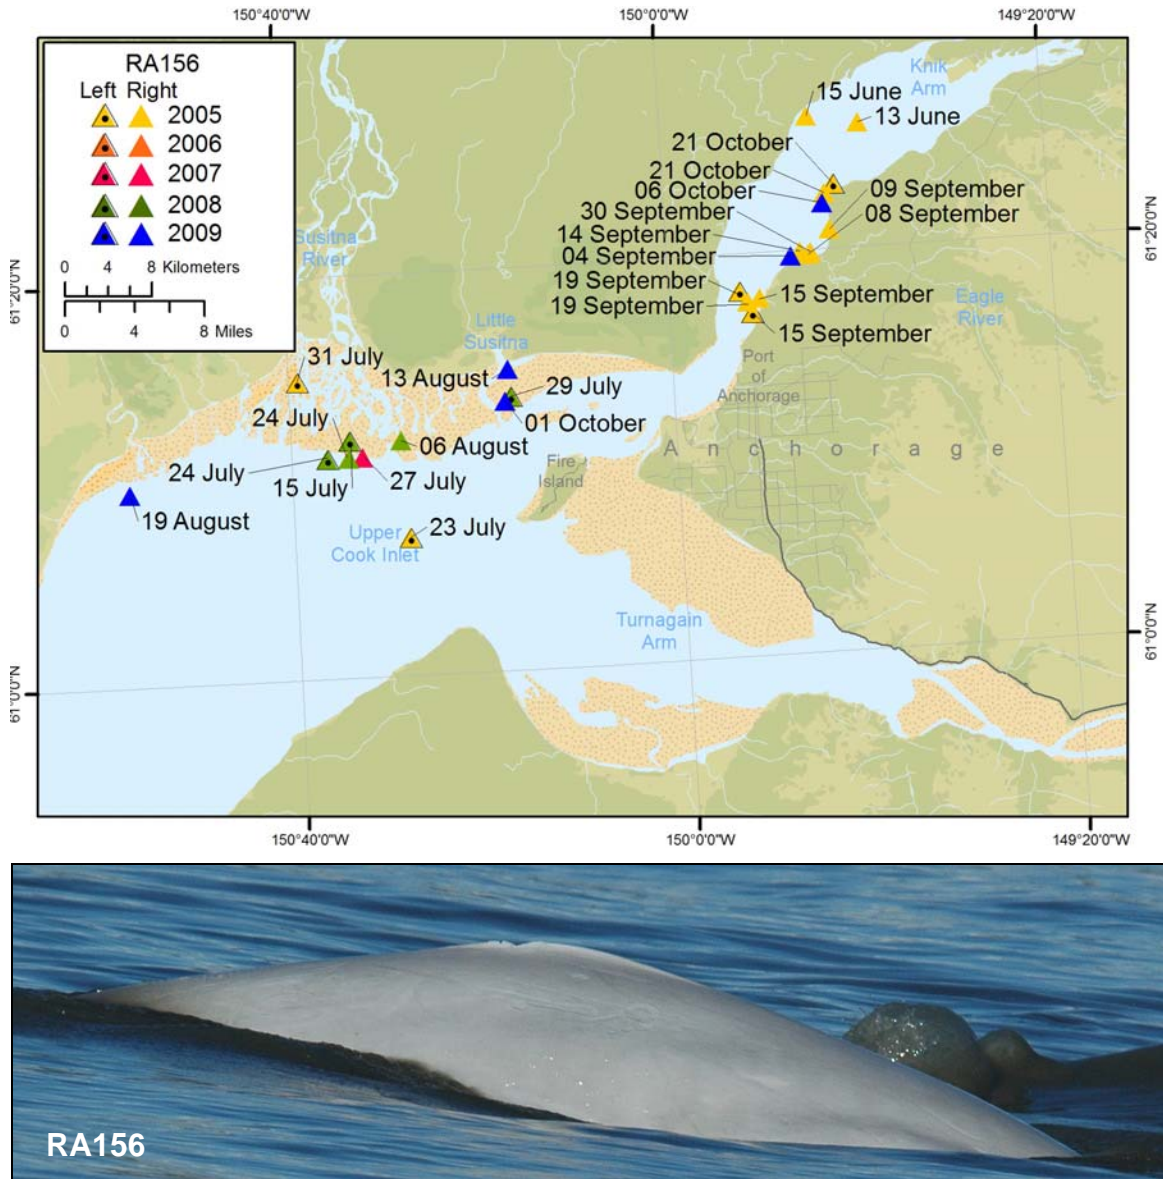 150°40'0"W
150°0'0"W
149°20'0"W
RA156
Left Right
2005
2006
2007
2008
2009
0 4 8 Kilometers
0 4 8 Miles
Knik
Arm
15 June
13 June
21 October
21 October
06 October
30 September
14 September
04 September
19 September
19 September
09 September
08 September
15 September
15 September
61°20'0"N
61°20'0"N
Susitna
River
Little
Susitna
Eagle
River
Port
of
Anchorage
31 July
13 August
29 July
24 July
01 October
06 August
24 July
15 July
27 July
19 August
23 July
Fire
Island
Anchorage
Upper
Cook Inlet
Turnagain
Arm
61°0'0"N
61°0'0"N
150°40'0"W
150°0'0"W
149°20'0"W
RA156